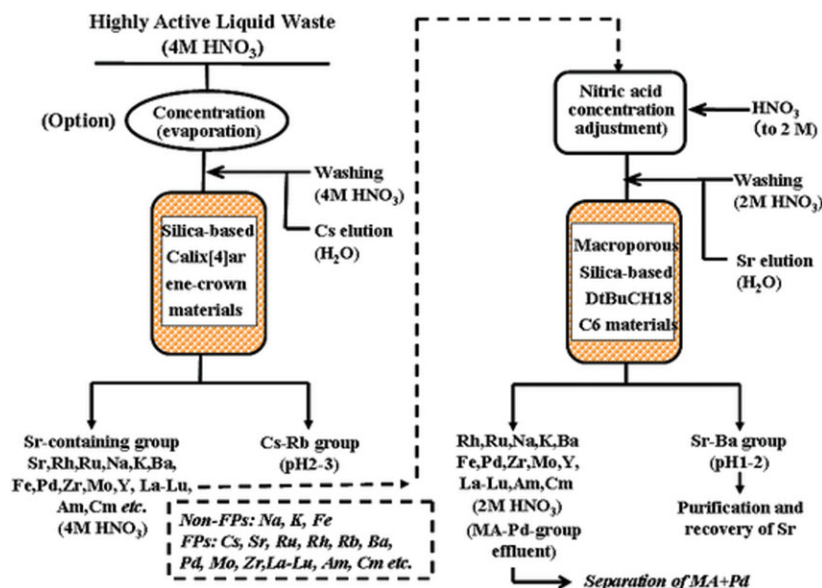 Highly Active Liquid Waste
(4M HNO3)
(Option)
Concentration
(evaporation)
Washing
(4M HNO3)
Cs elution
(H2O)
Silica-based
Calix[4]ar
ene-crown
materials
Sr-containing group
Sr,Rh,Ru,Na,K,Ba,
Fe,Pd,Zr,Mo,Y, La-Lu,
Am,Cm etc.
(4M HNO3)
Cs-Rb group
(pH2-3)
Non-FPs: Na, K, Fe
FPs: Cs, Sr, Ru, Rh, Rb, Ba,
Pd, Mo, Zr,La-Lu, Am, Cm etc.
Nitric acid
concentration
adjustment)
HNO3
(to 2 M)
Washing
(2M HNO3)
Sr elution
(H2O)
Macroporous
Silica-based
DtBuCH18
C6 materials
Rh,Ru,Na,K,Ba
Fe,Pd,Zr,Mo,Y,
La-Lu,Am,Cm
(2M HNO3)
(MA-Pd-group
effluent)
Sr-Ba group
(pH1-2)
Purification and
recovery of Sr
Separation of MA+Pd